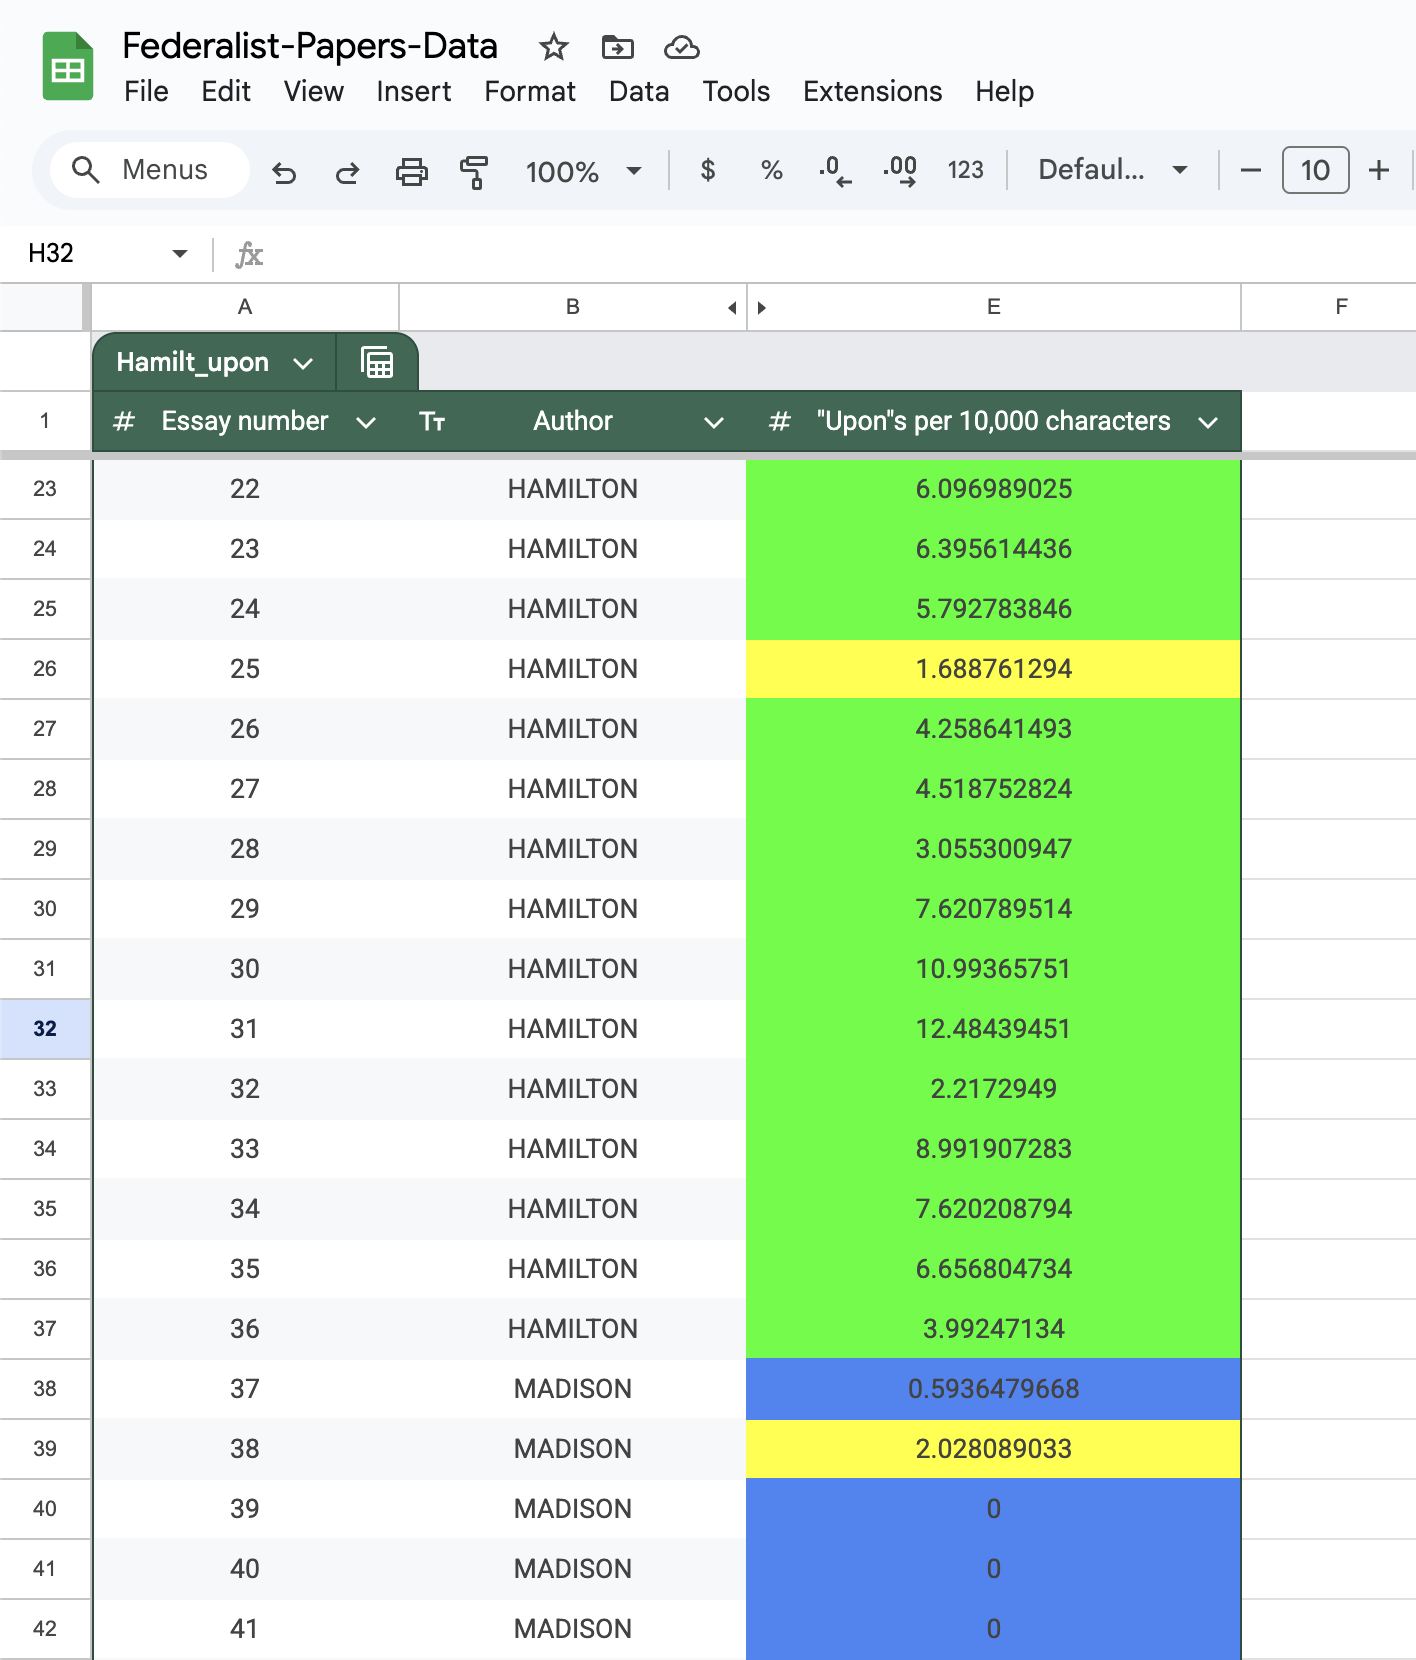 Federalist-Papers-Data
File Edit View Insert Format Data Tools Extensions Help
Menus 100% $ % .0 .00 123 Defaul... − 10 +
H32 fx
A B E F
Hamilt_upon
1 # Essay number Tт Author # "Upon"s per 10,000 characters
23 22 HAMILTON 6.096989025
24 23 HAMILTON 6.395614436
25 24 HAMILTON 5.792783846
26 25 HAMILTON 1.688761294
27 26 HAMILTON 4.258641493
28 27 HAMILTON 4.518752824
29 28 HAMILTON 3.055300947
30 29 HAMILTON 7.620789514
31 30 HAMILTON 10.99365751
32 31 HAMILTON 12.48439451
33 32 HAMILTON 2.2172949
34 33 HAMILTON 8.991907283
35 34 HAMILTON 7.620208794
36 35 HAMILTON 6.656804734
37 36 HAMILTON 3.99247134
38 37 MADISON 0.5936479668
39 38 MADISON 2.028089033
40 39 MADISON 0
41 40 MADISON 0
42 41 MADISON 0